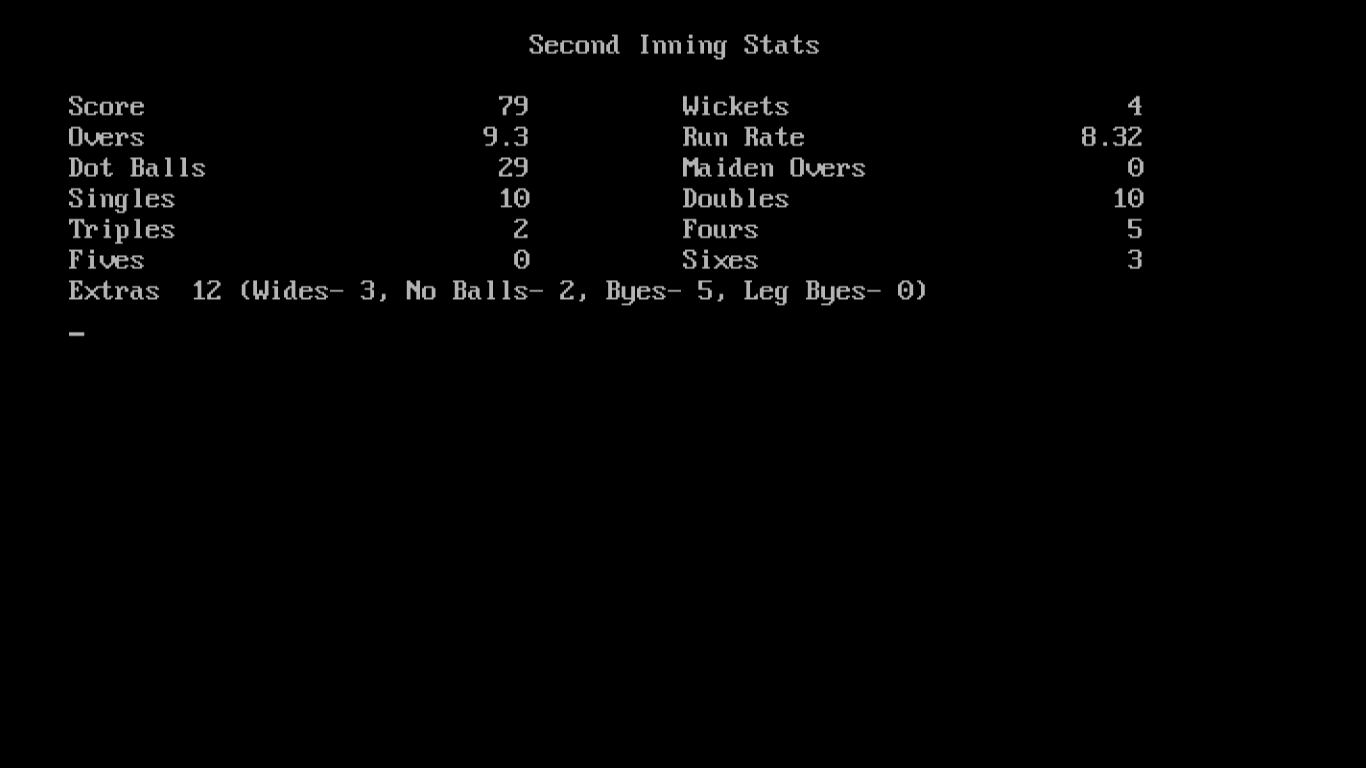 Second Inning Stats
Score 79 Wickets 4
Overs 9.3 Run Rate 8.32
Dot Balls 29 Maiden Overs 0
Singles 10 Doubles 10
Triples 2 Fours 5
Fives 0 Sixes 3
Extras 12 (Wides- 3, No Balls- 2, Byes- 5, Leg Byes- 0)
_